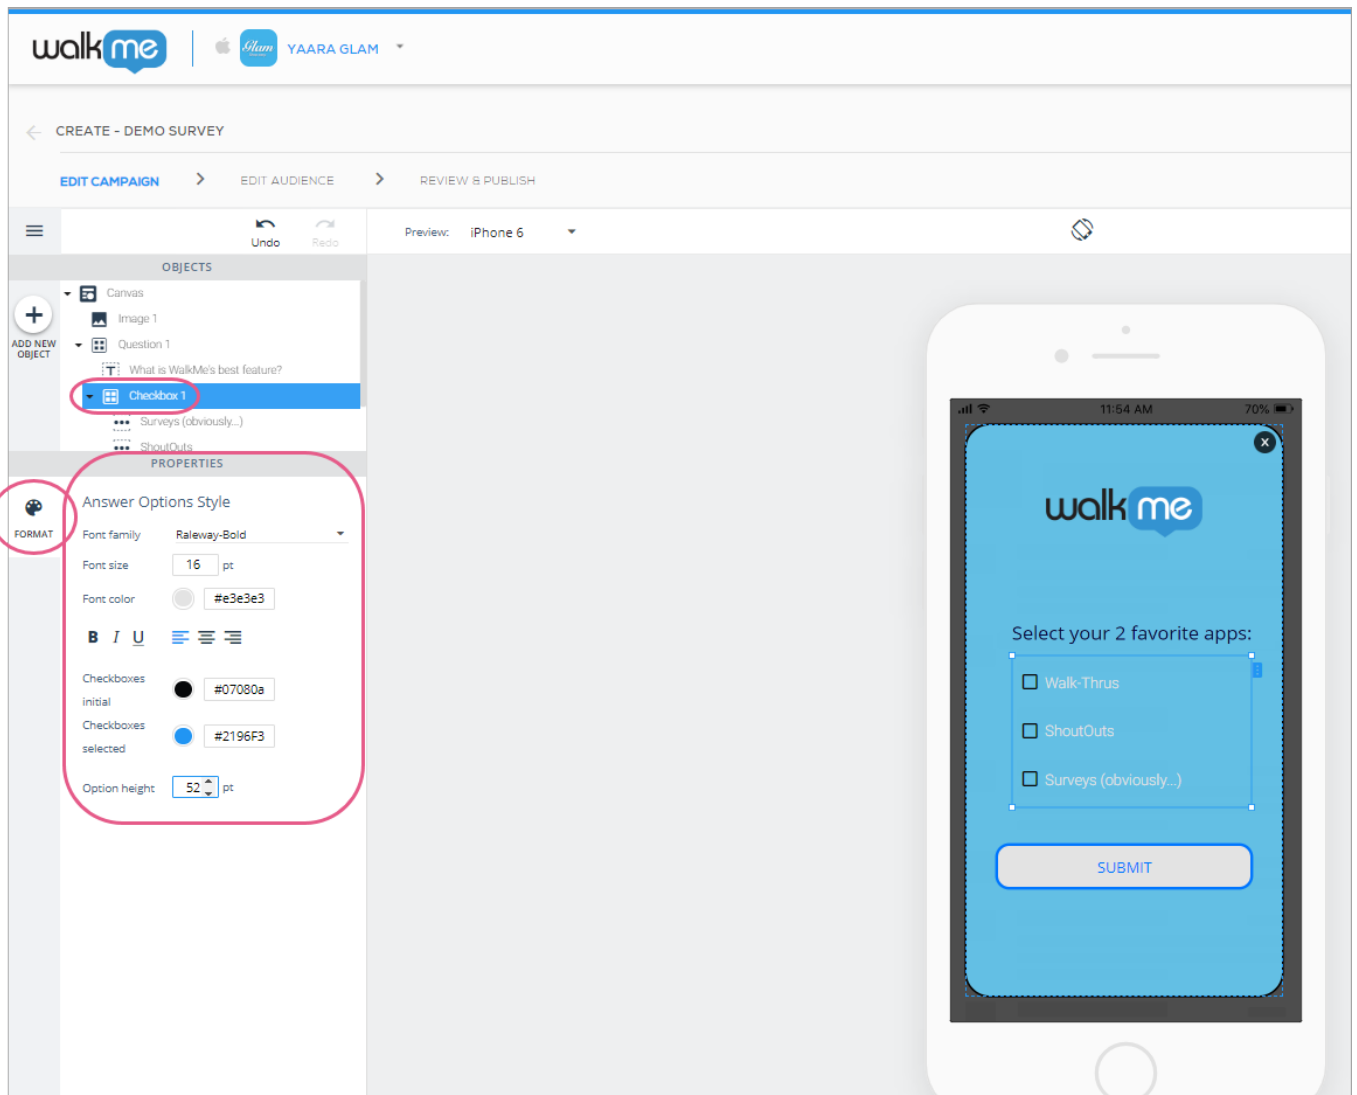 walkme
Glam
YAARA GLAM
CREATE - DEMO SURVEY
EDIT CAMPAIGN
EDIT AUDIENCE
REVIEW & PUBLISH
Undo
Redo
Preview:
iPhone 6
OBJECTS
Canvas
Image 1
ADD NEW
OBJECT
Question 1
T What is WalkMe's best feature?
Checkbox 1
Surveys (obviously...)
ShoutOuts
PROPERTIES
FORMAT
Answer Options Style
Font family
Raleway-Bold
Font size
16 pt
Font color
#e3e3e3
B I U
Checkboxes
initial
#07080a
Checkboxes
selected
#2196F3
Option height
52 pt
11:54 AM
70%
X
walkme
Select your 2 favorite apps:
Walk-Thrus
ShoutOuts
Surveys (obviously...)
SUBMIT